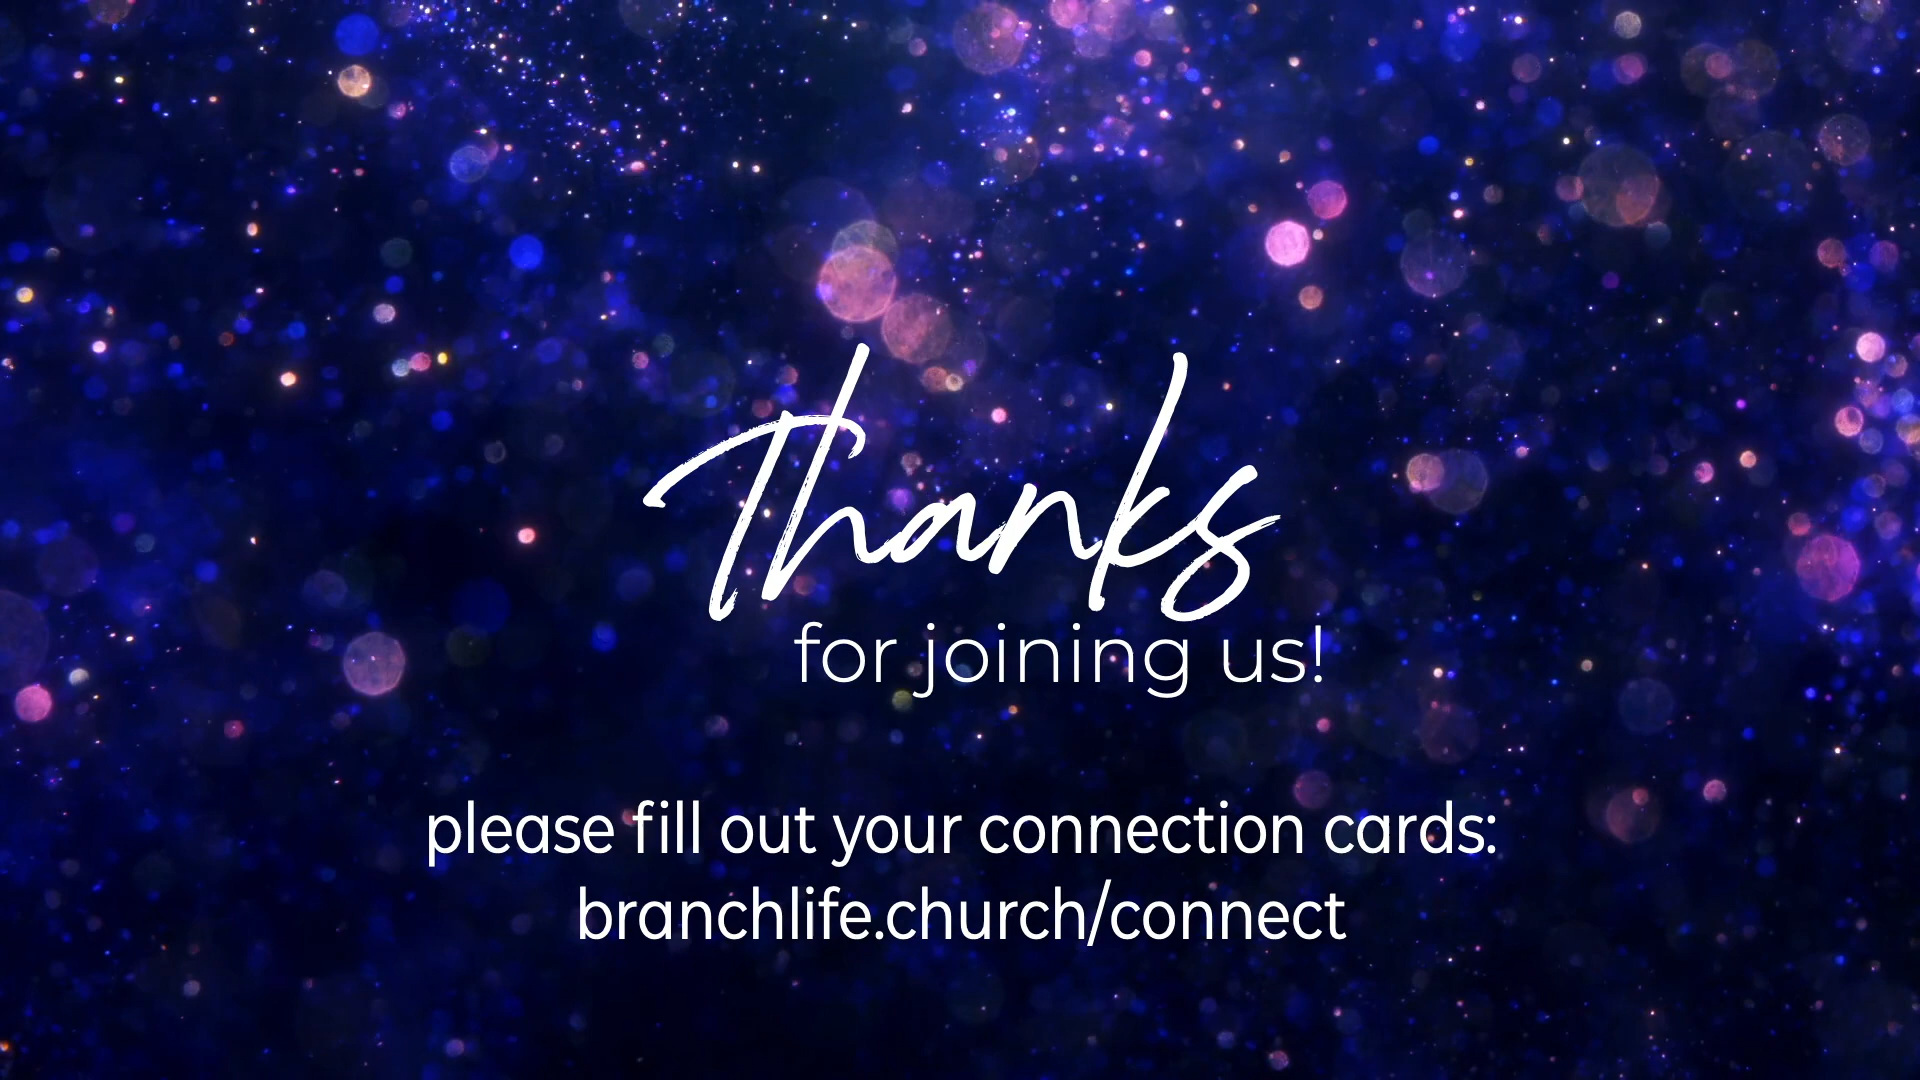 Thanks
for joining us!
please fill out your connection cards:
branchlife.church/connect